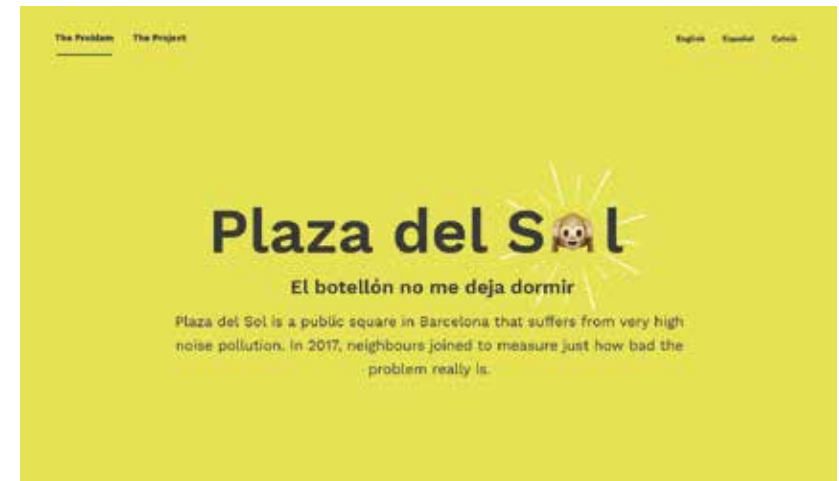 The Problem The Project English Español Català
Plaza del S🙉l
El botellón no me deja dormir
Plaza del Sol is a public square in Barcelona that suffers from very high
noise pollution. In 2017, neighbours joined to measure just how bad the
problem really is.